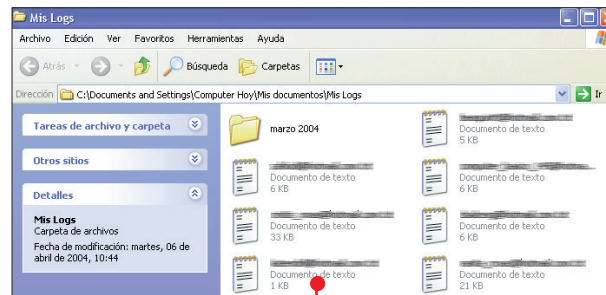 Mis Logs
Archivo Edición Ver Favoritos Herramientas Ayuda
Atrás Búsqueda Carpetas
Dirección C:\Documents and Settings\Computer Hoy\Mis documentos\Mis Logs Ir
Tareas de archivo y carpeta
Otros sitios
Detalles
Mis Logs
Carpeta de archivos
Fecha de modificación: martes, 06 de
abril de 2004, 10:44
marzo 2004
Documento de texto
5 KB
Documento de texto
6 KB
Documento de texto
6 KB
Documento de texto
33 KB
Documento de texto
6 KB
Documento de texto
1 KB
Documento de texto
21 KB